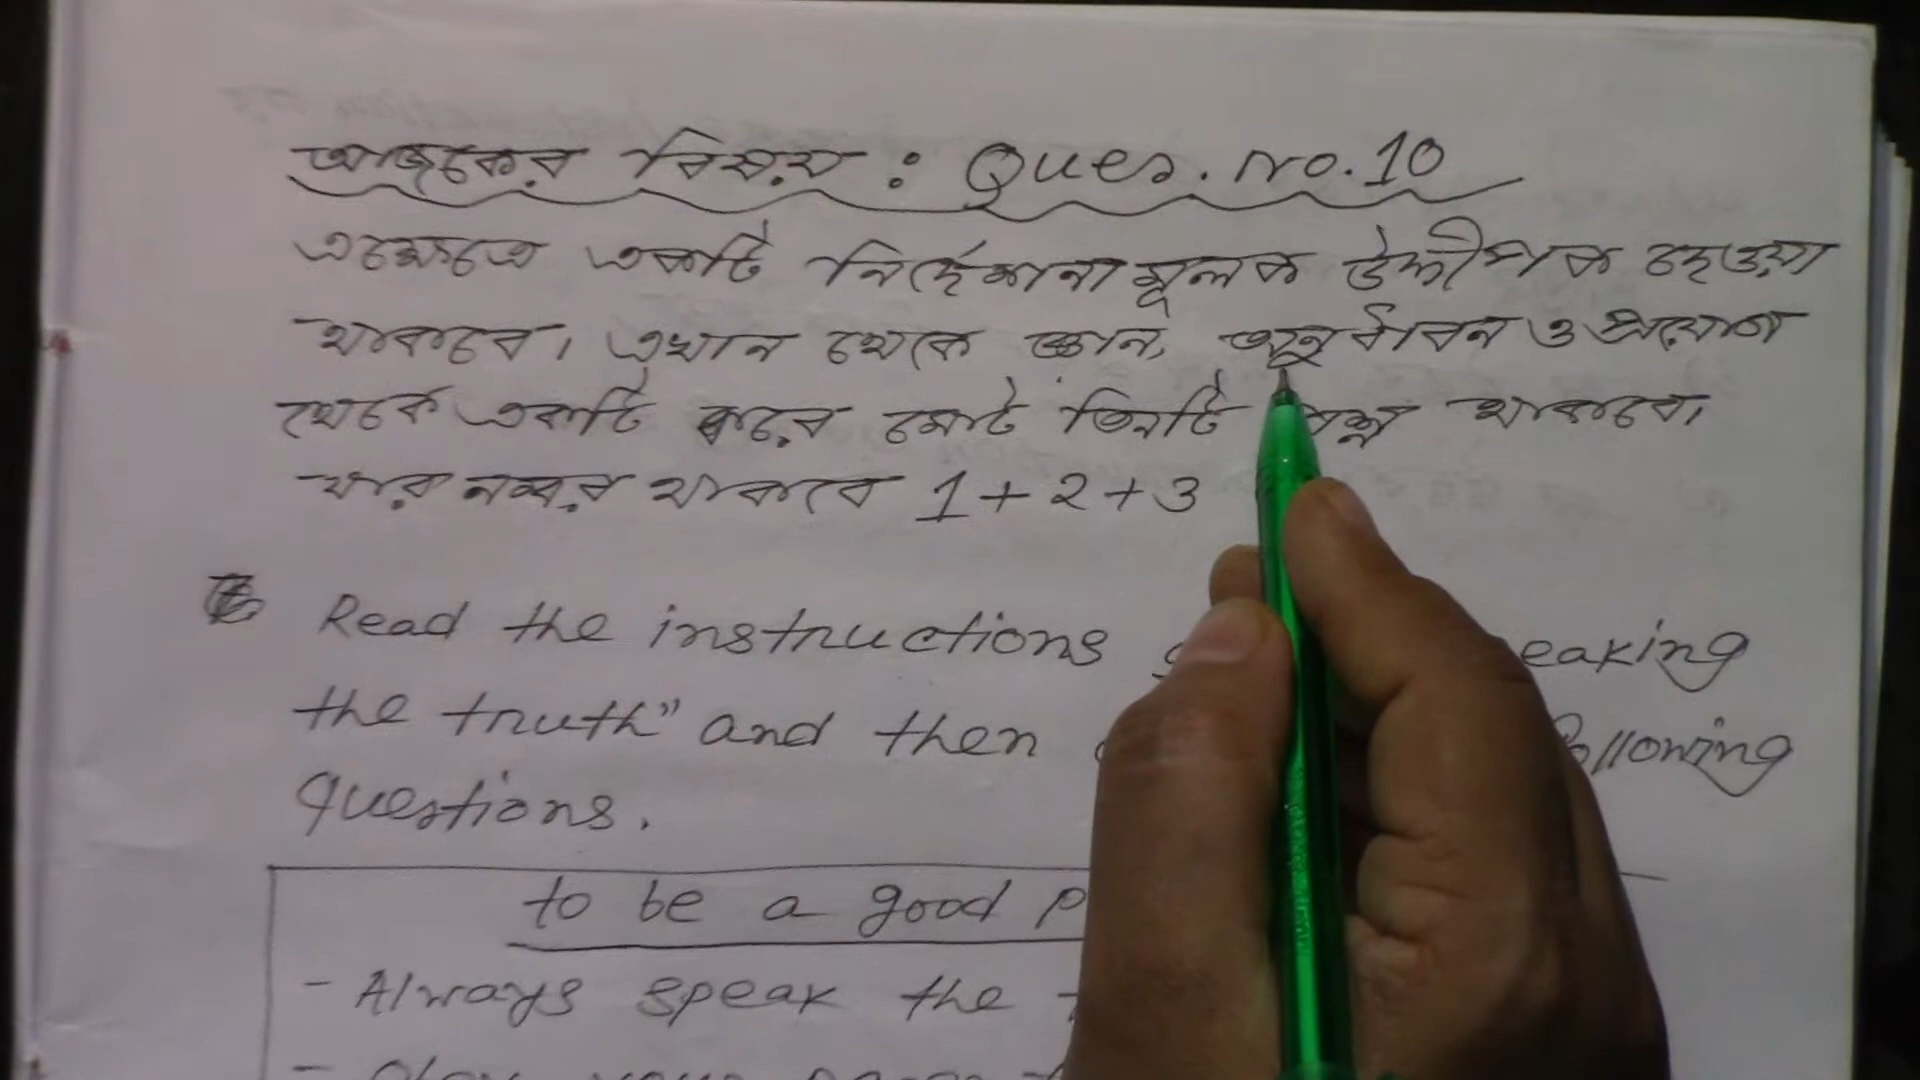 আজকের বিষয় : Ques. no. 10
এক্ষেত্রে একটি নির্দেশনা মূলক উদ্দীপক দেওয়া
থাকবে। এখান থেকে জ্ঞান, অনুধাবন ও প্রয়োগ
থেকে একটি করে মোট তিনটি প্রশ্ন থাকবে।
যার নম্বর থাকবে 1 + 2 + 3
Read the instructions eaking
the truth" and then following
questions.
to be a good p
- Always speak the
- your